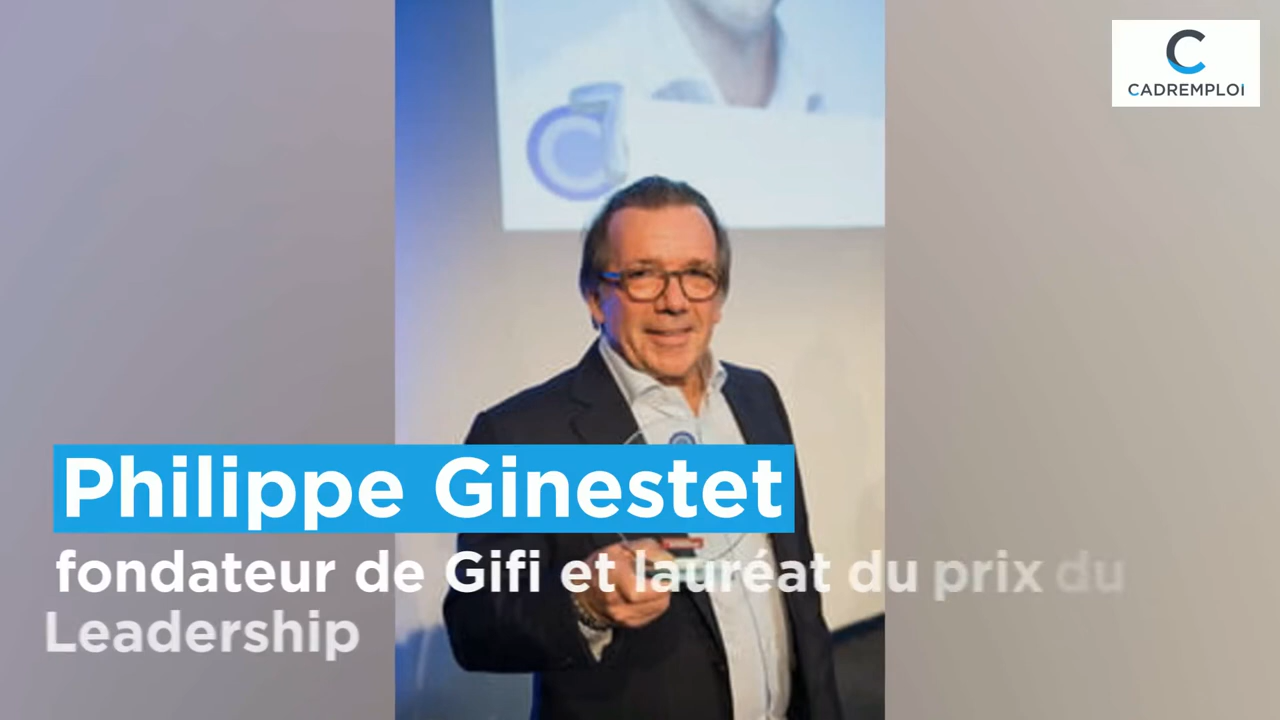 CADREMPLOI
Philippe Ginestet
fondateur de Gifi et lauréat du prix du
Leadership